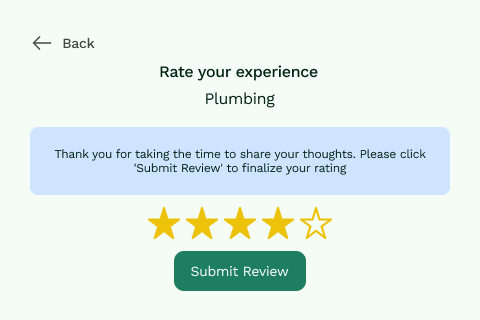 Back
Rate your experience
Plumbing
Thank you for taking the time to share your thoughts. Please click
'Submit Review' to finalize your rating
Submit Review